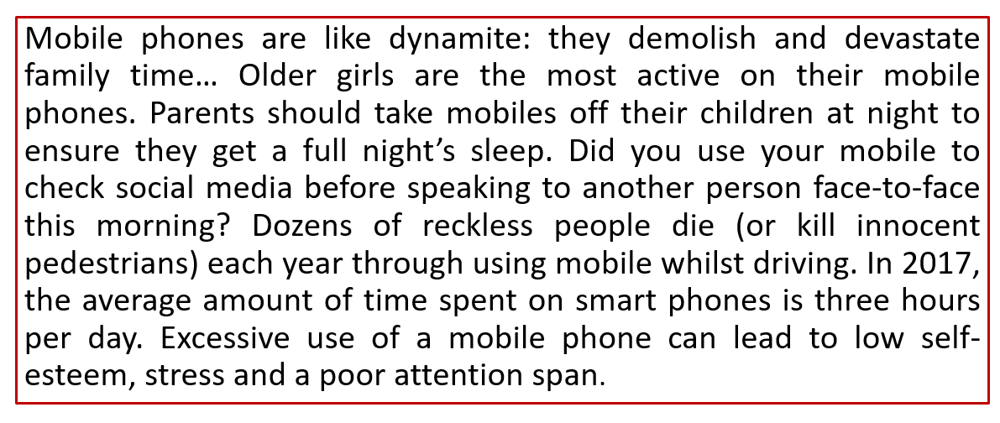 Mobile phones are like dynamite: they demolish and devastate
family time… Older girls are the most active on their mobile
phones. Parents should take mobiles off their children at night to
ensure they get a full night’s sleep. Did you use your mobile to
check social media before speaking to another person face-to-face
this morning? Dozens of reckless people die (or kill innocent
pedestrians) each year through using mobile whilst driving. In 2017,
the average amount of time spent on smart phones is three hours
per day. Excessive use of a mobile phone can lead to low self-
esteem, stress and a poor attention span.